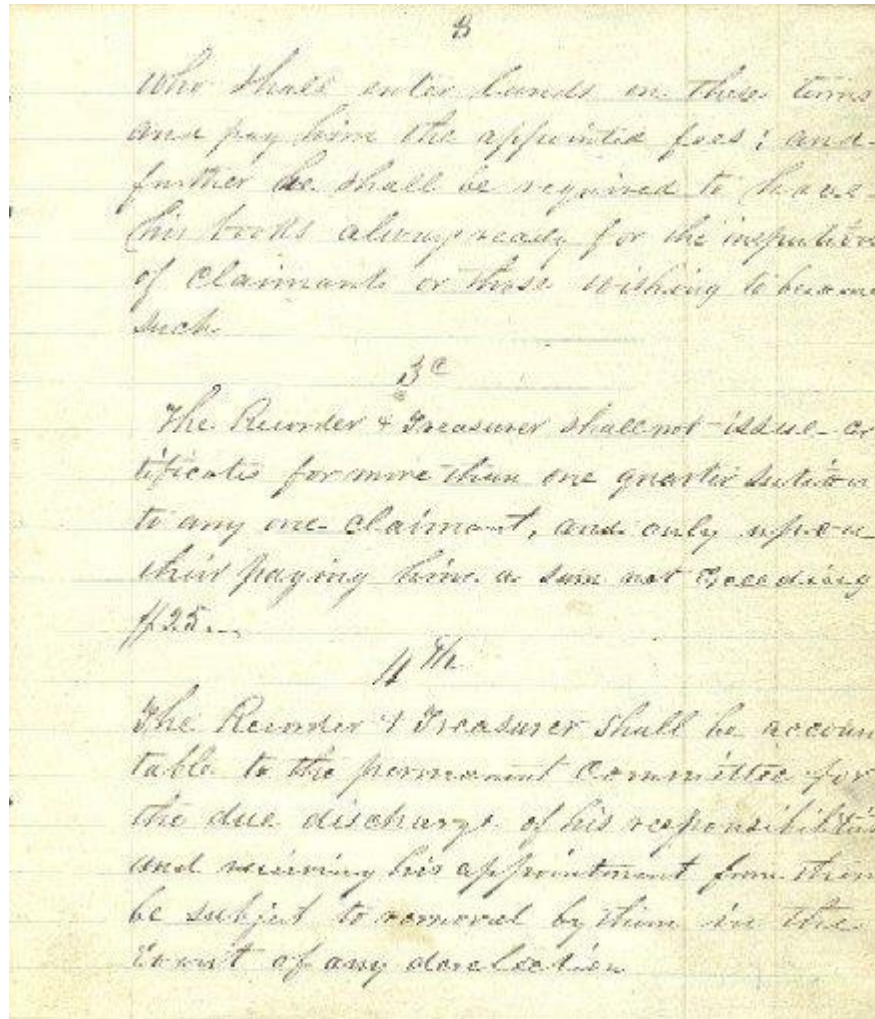 8
who shall enter lands on these terms
and pay him the appointed fees; and
further he shall be required to have
his books always ready for the inspection
of Claimants or those wishing to become
such
3
The Recorder & Treasurer shall not issue cer
tificates for more than one quarter section
to any one claimant, and only upon
their paying him a sum not Exceeding
$25.—
4th
The Recorder & Treasurer shall be accoun
table to the permanent Committee for
the due discharge of his responsibilities
and receiving his appointment from them
be subject to removal by them in the
Event of any dereliction